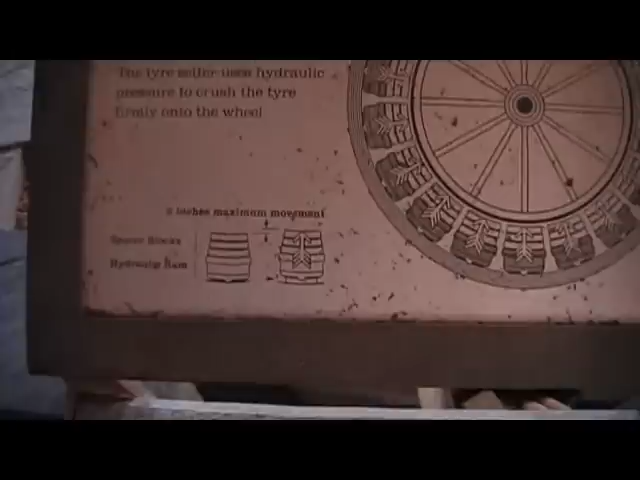 The tyre setter uses hydraulic
pressure to crush the tyre
firmly onto the wheel
2 inches maximum movement
Spacer Blocks
Hydraulic Ram